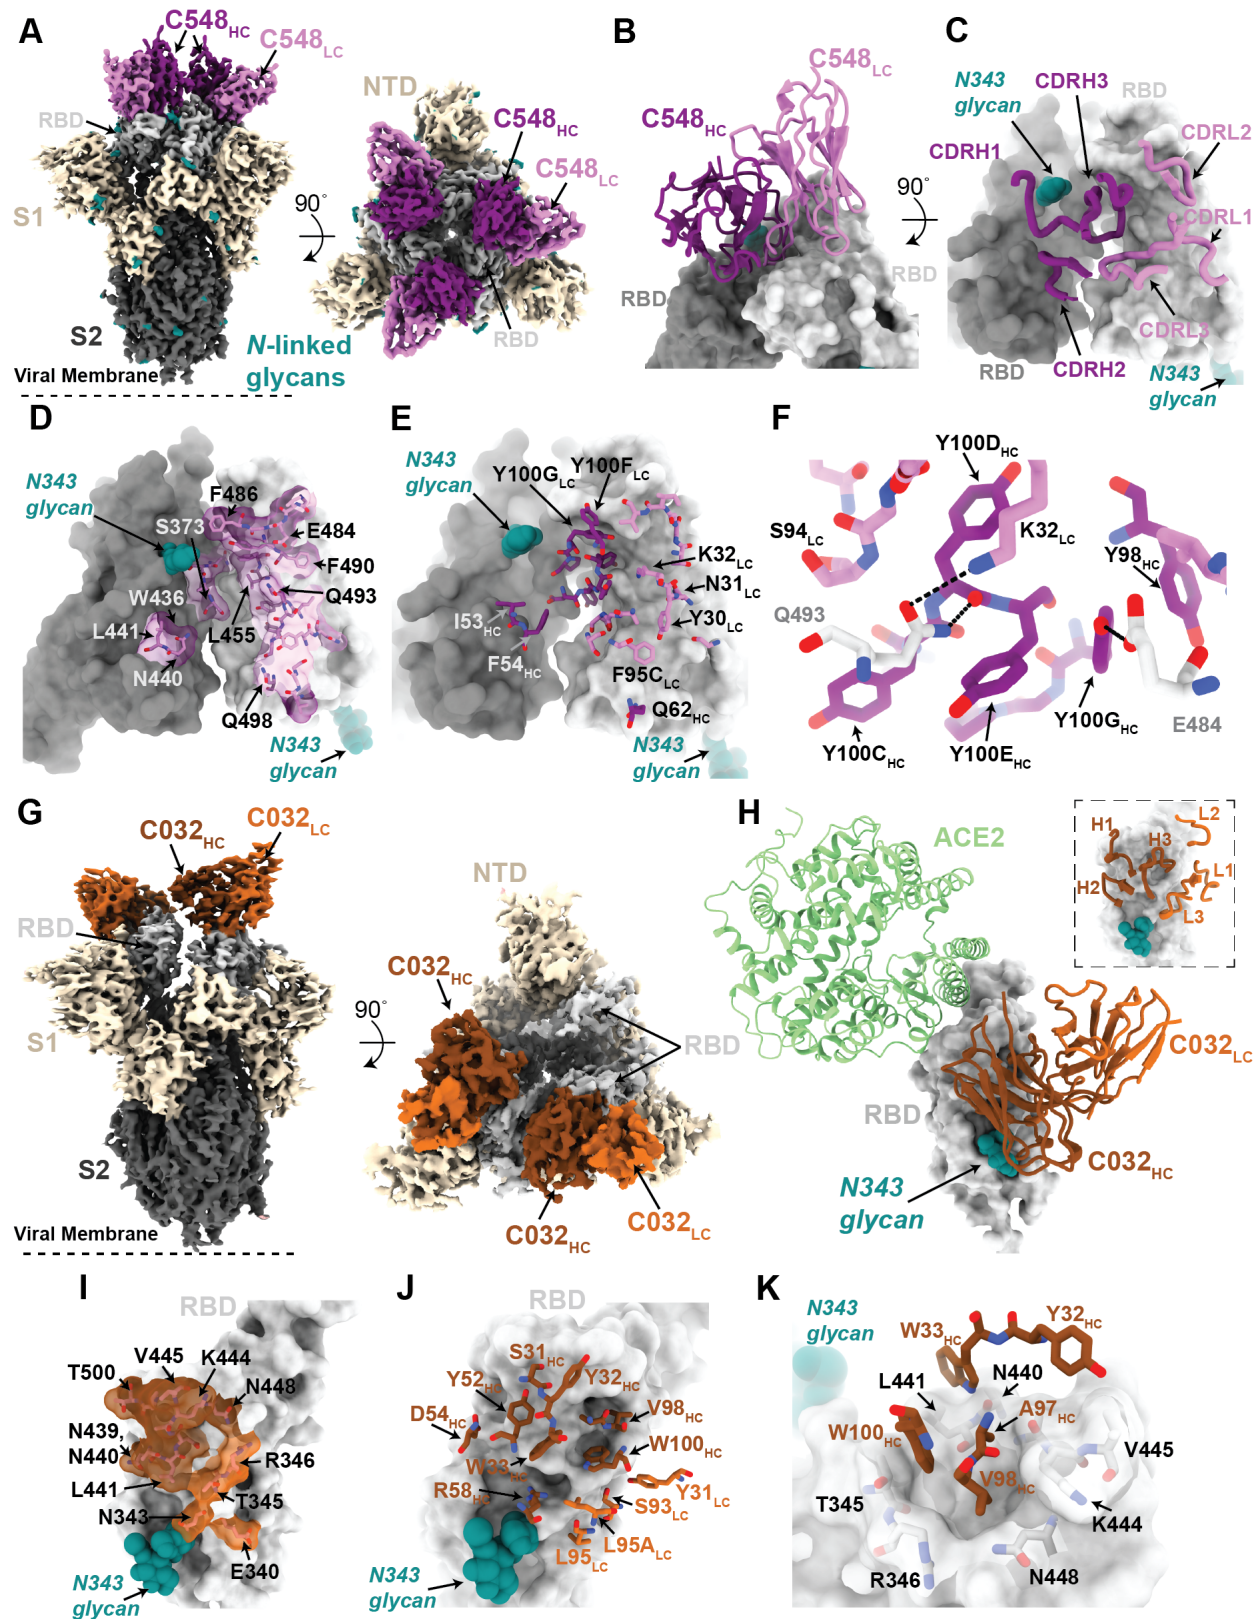 A
C548HC
C548LC
RBD
S1
S2
Viral Membrane
N-linked
glycans
90°
NTD
C548HC
C548LC
RBD
B
C548LC
C548HC
RBD
RBD
90°
C
N343
glycan
CDRH3
RBD
CDRH1
CDRL2
CDRL1
CDRL3
RBD
CDRH2
N343
glycan
D
N343
glycan
F486
S373
E484
F490
W436
Q493
L441
L455
N440
Q498
N343
glycan
E
N343
glycan
Y100GLC
Y100FLC
K32LC
N31LC
I53HC
Y30LC
F54HC
F95CLC
Q62HC
N343
glycan
F
Y100DHC
S94LC
K32LC
Y98HC
Q493
Y100GHC
E484
Y100CHC
Y100EHC
G
C032HC
C032LC
RBD
S1
S2
Viral Membrane
90°
NTD
C032HC
RBD
C032HC
C032LC
H
ACE2
H1
L2
H3
H2
L1
L3
C032LC
RBD
C032HC
N343
glycan
I
RBD
V445
K444
T500
N448
N439,
N440
R346
L441
T345
N343
E340
N343
glycan
J
RBD
S31HC
Y52HC
Y32HC
D54HC
V98HC
W100HC
W33HC
R58HC
Y31LC
S93LC
L95ALC
L95LC
N343
glycan
K
N343
glycan
Y32HC
W33HC
L441
N440
A97HC
W100HC
V445
V98HC
T345
K444
R346
N448